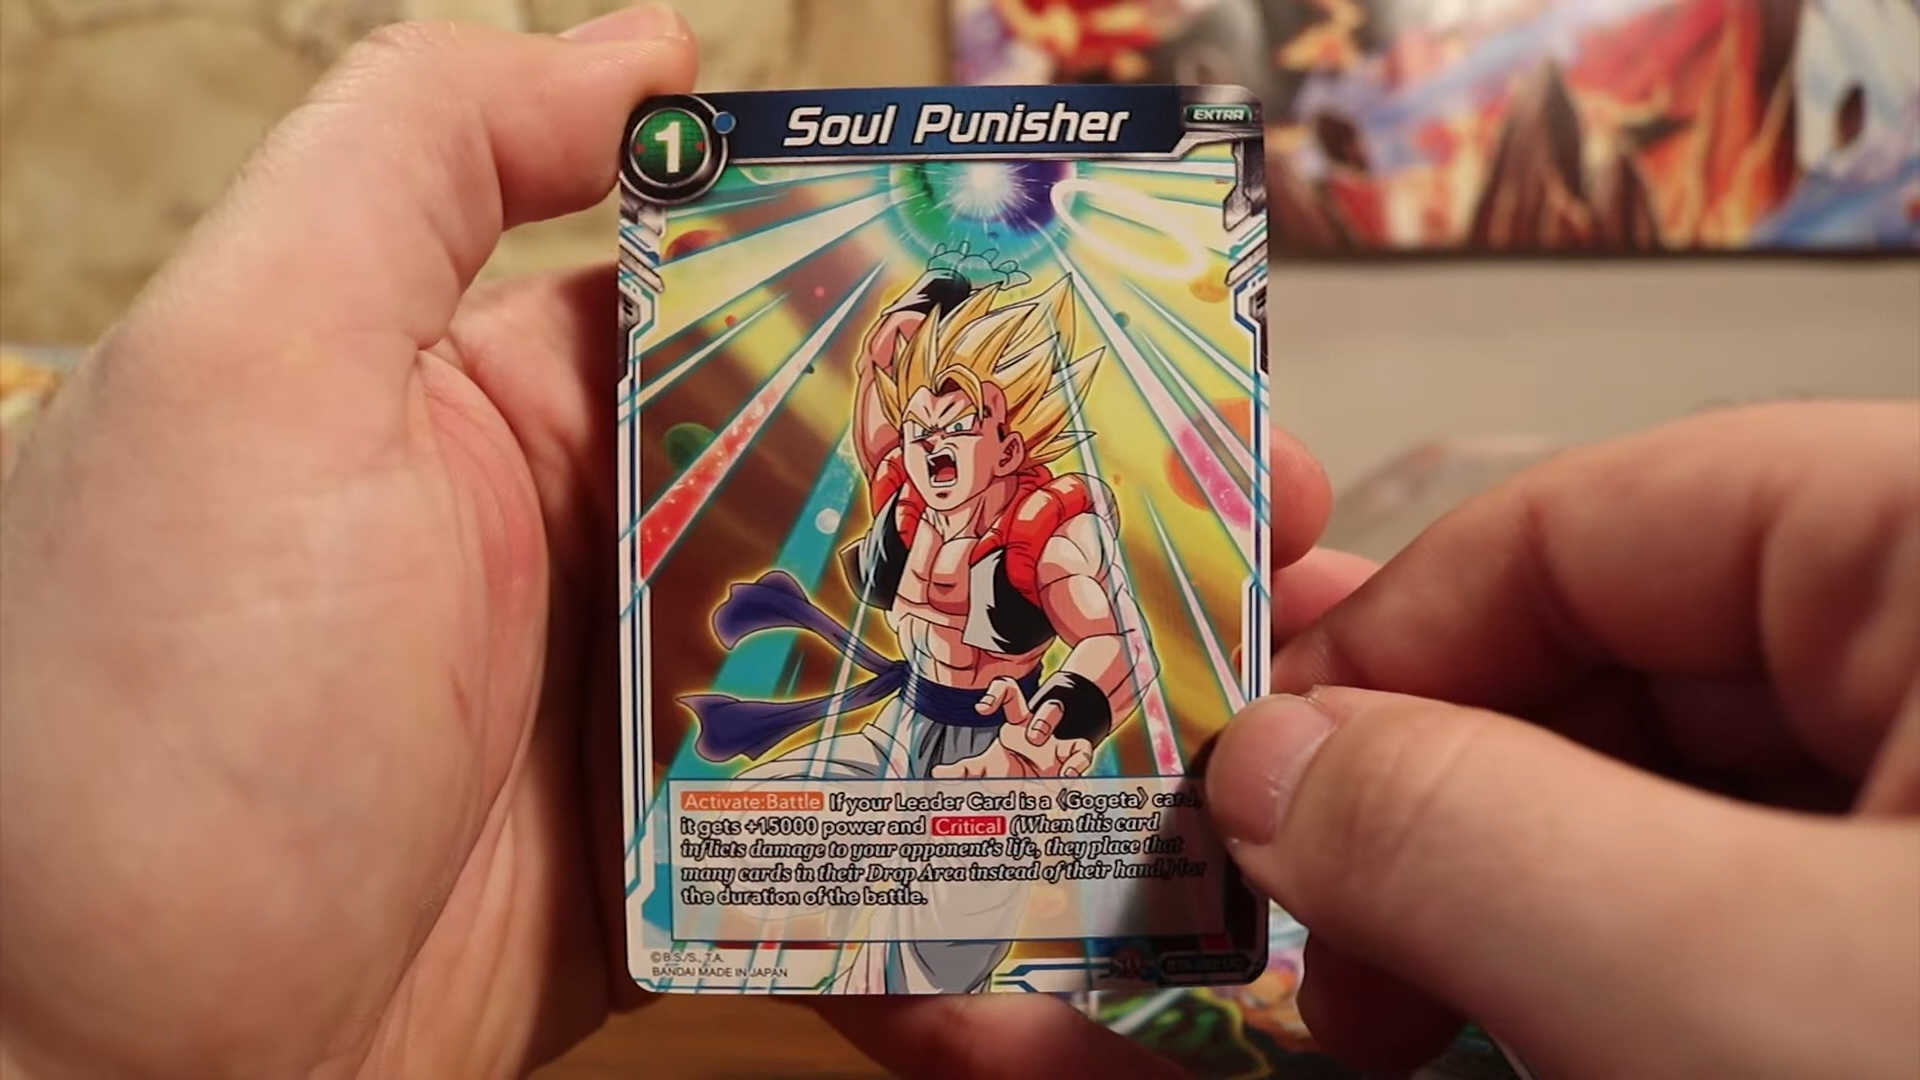 1
Soul Punisher
EXTRA
Activate:Battle If your Leader Card is a 《Gogeta》 card,
it gets +15000 power and Critical (When this card
inflicts damage to your opponent's life, they place that
many cards in their Drop Area instead of their hand.) for
the duration of the battle.
©B.S./S., T.A.
BANDAI MADE IN JAPAN